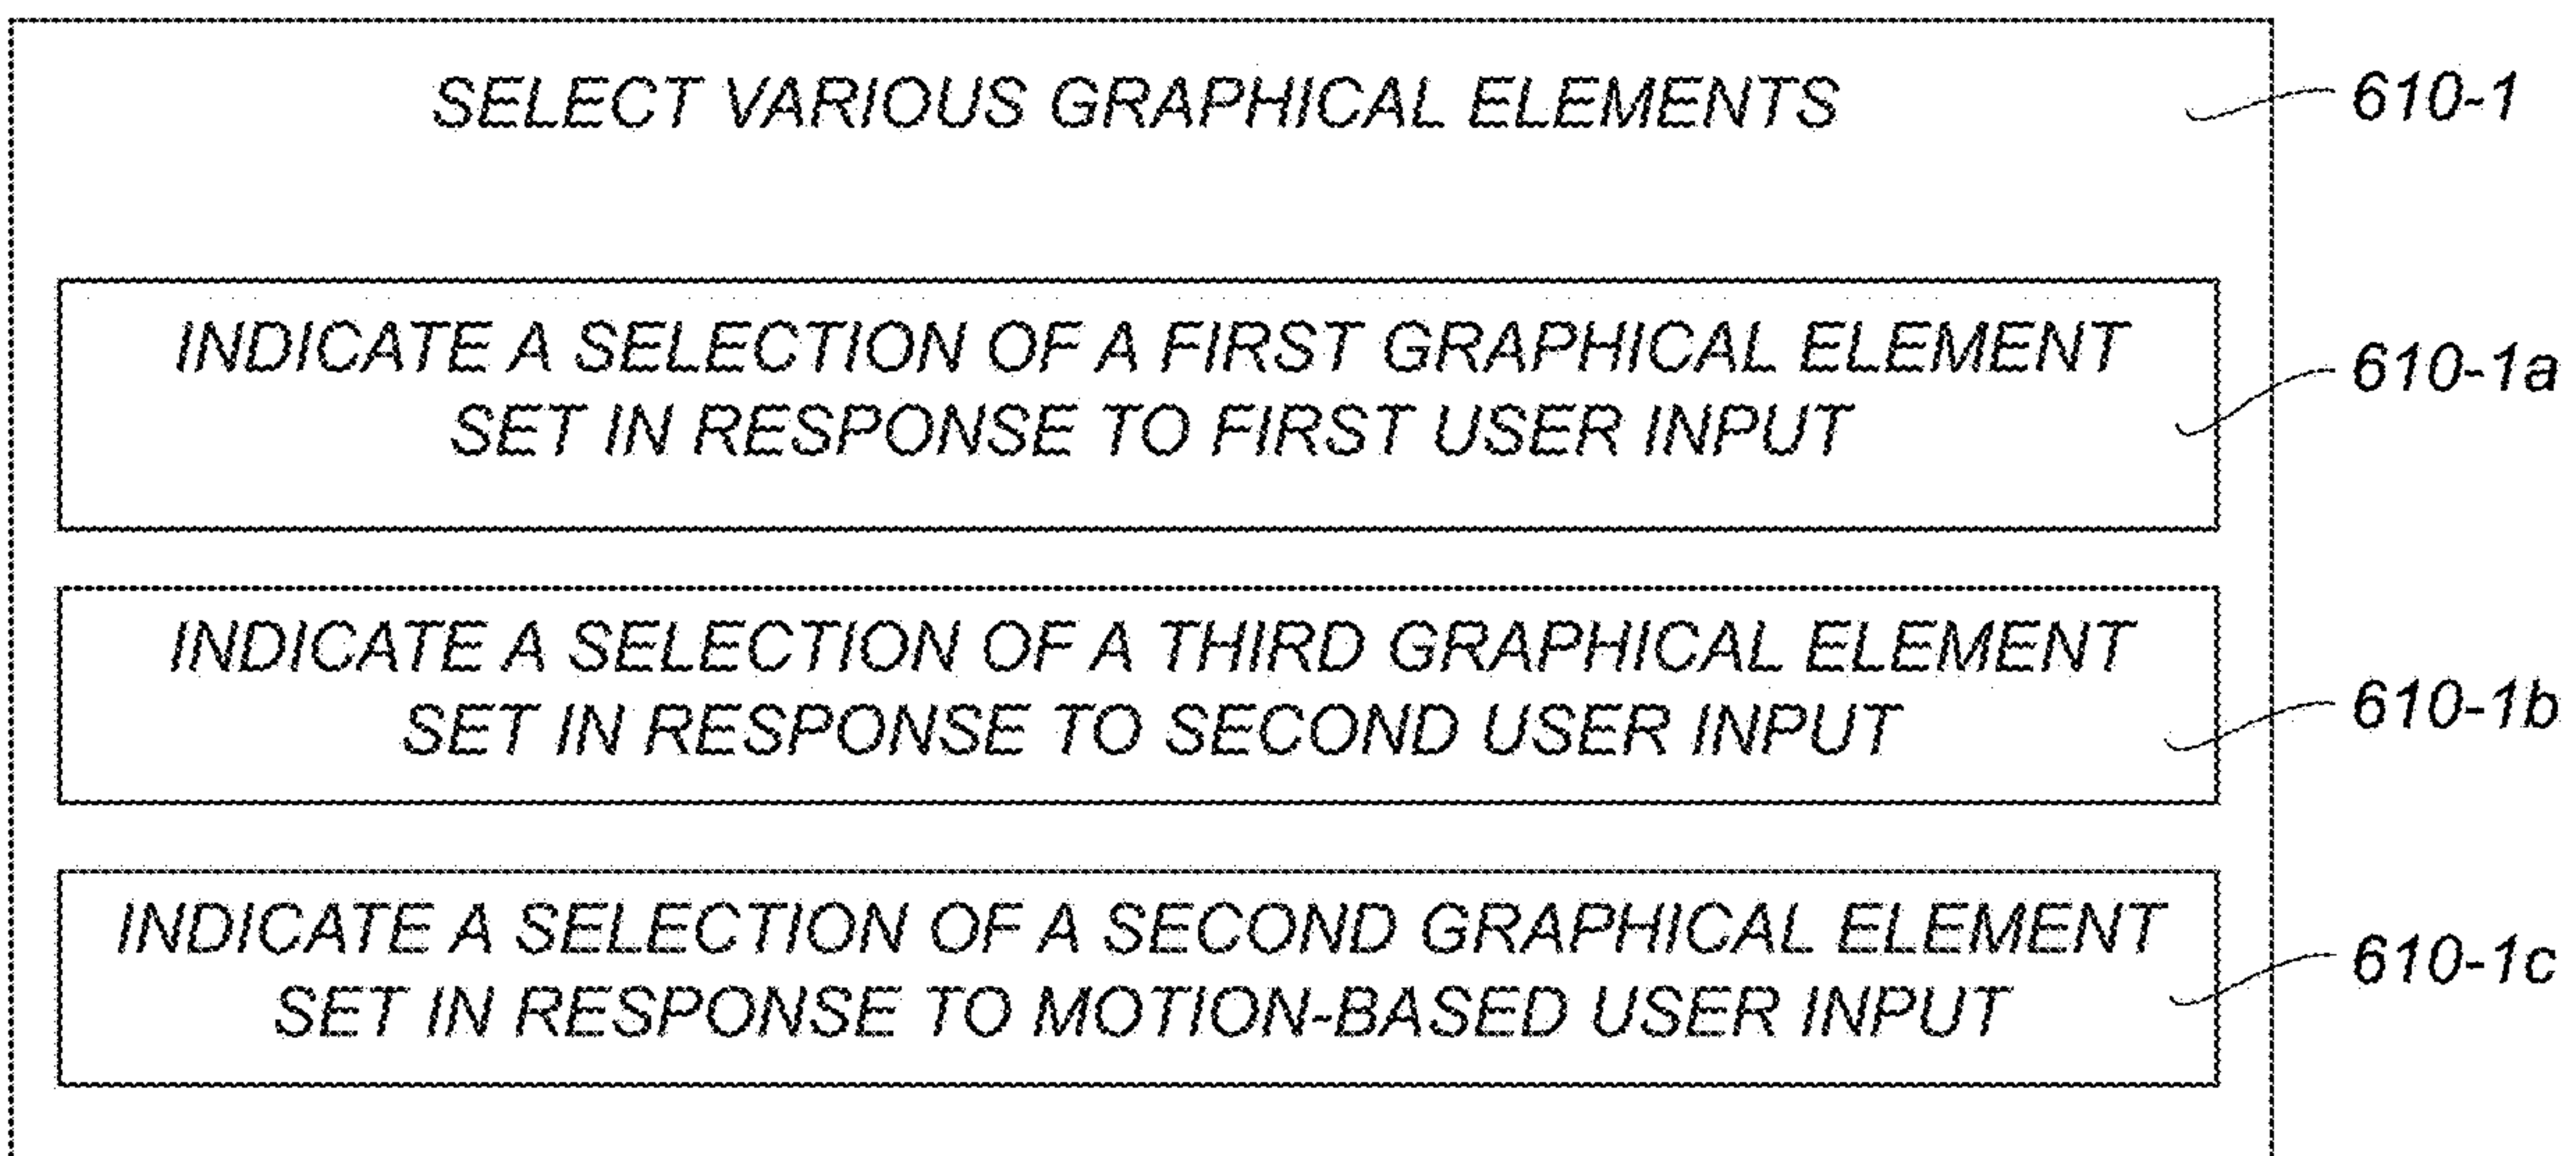 SELECT VARIOUS GRAPHICAL ELEMENTS
610-1
INDICATE A SELECTION OF A FIRST GRAPHICAL ELEMENT
SET IN RESPONSE TO FIRST USER INPUT
610-1a
INDICATE A SELECTION OF A THIRD GRAPHICAL ELEMENT
SET IN RESPONSE TO SECOND USER INPUT
610-1b
INDICATE A SELECTION OF A SECOND GRAPHICAL ELEMENT
SET IN RESPONSE TO MOTION-BASED USER INPUT
610-1c